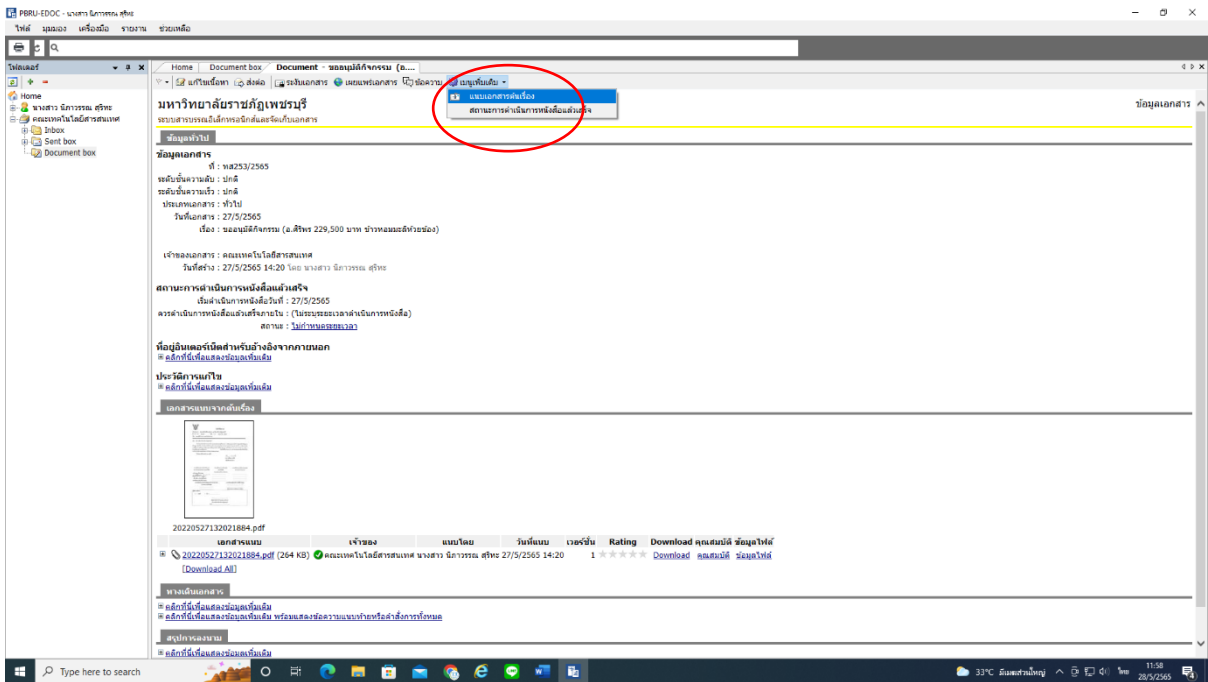 PBRU-EDOC - นางสาว นิภาวรรณ สุริทะ
ไฟล์ มุมมอง เครื่องมือ รายงาน ช่วยเหลือ
โฟลเดอร์
Home
นางสาว นิภาวรรณ สุริทะ
คณะเทคโนโลยีสารสนเทศ
Inbox
Sent box
Document box
Home Document box Document - ขออนุมัติกิจกรรม (อ....
แก้ไขเนื้อหา ส่งต่อ ระงับเอกสาร เผยแพร่เอกสาร ข้อความ เมนูเพิ่มเติม
แนบเอกสารต้นเรื่อง
สถานะการดำเนินการหนังสือแล้วเสร็จ
มหาวิทยาลัยราชภัฏเพชรบุรี
ข้อมูลเอกสาร
ระบบสารบรรณอิเล็กทรอนิกส์และจัดเก็บเอกสาร
ข้อมูลทั่วไป
ข้อมูลเอกสาร
ที่ : ทส253/2565
ระดับชั้นความลับ : ปกติ
ระดับชั้นความเร็ว : ปกติ
ประเภทเอกสาร : ทั่วไป
วันที่เอกสาร : 27/5/2565
เรื่อง : ขออนุมัติกิจกรรม (อ.ศิริพร 229,500 บาท ข้าวหอมมะลิห้วยข้อง)
เจ้าของเอกสาร : คณะเทคโนโลยีสารสนเทศ
วันที่สร้าง : 27/5/2565 14:20 โดย นางสาว นิภาวรรณ สุริทะ
สถานะการดำเนินการหนังสือแล้วเสร็จ
เริ่มดำเนินการหนังสือวันที่ : 27/5/2565
ควรดำเนินการหนังสือแล้วเสร็จภายใน : (ไม่ระบุระยะเวลาดำเนินการหนังสือ)
สถานะ : ไม่กำหนดระยะเวลา
ที่อยู่อินเตอร์เน็ตสำหรับอ้างอิงจากภายนอก
คลิกที่นี่เพื่อแสดงข้อมูลเพิ่มเติม
ประวัติการแก้ไข
คลิกที่นี่เพื่อแสดงข้อมูลเพิ่มเติม
เอกสารแนบจากต้นเรื่อง
20220527132021884.pdf
เอกสารแนบ เจ้าของ แนบโดย วันที่แนบ เวอร์ชั่น Rating Download คุณสมบัติ ข้อมูลไฟล์
20220527132021884.pdf (264 KB) คณะเทคโนโลยีสารสนเทศ นางสาว นิภาวรรณ สุริทะ 27/5/2565 14:20 1 Download คุณสมบัติ ข้อมูลไฟล์
[Download All]
ทางเดินเอกสาร
คลิกที่นี่เพื่อแสดงข้อมูลเพิ่มเติม
คลิกที่นี่เพื่อแสดงข้อมูลเพิ่มเติม พร้อมแสดงข้อความแนบท้ายหรือคำสั่งการทั้งหมด
สรุปการลงนาม
คลิกที่นี่เพื่อแสดงข้อมูลเพิ่มเติม
Type here to search
33°C มีเมฆส่วนใหญ่ ไทย 11:58
28/5/2565